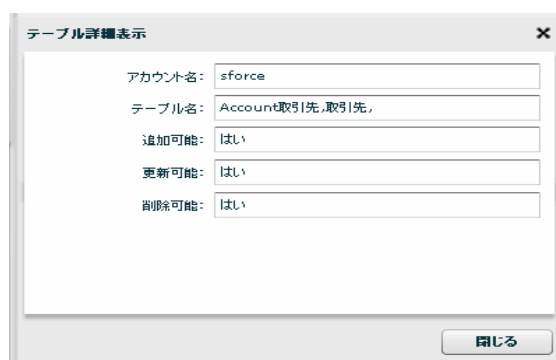 テーブル詳細表示
アカウント名: sforce
テーブル名: Account取引先,取引先,
追加可能: はい
更新可能: はい
削除可能: はい
閉じる